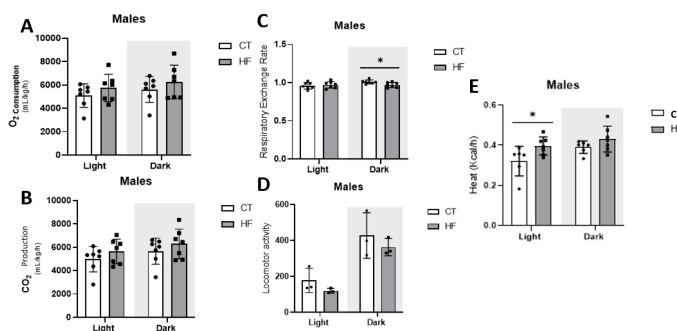 A
Males
O2 Consumption
(mL/kg/h)
10000
8000
6000
4000
2000
0
Light
Dark
CT
HF
B
Males
CO2 Production
(mL/kg/h)
10000
8000
6000
4000
2000
0
Light
Dark
CT
HF
C
Males
Respiratory Exchange Rate
1.5
1.0
0.5
0.0
*
Light
Dark
CT
HF
D
Males
Locomotor activity
600
400
200
0
Light
Dark
CT
HF
E
Males
Heat (Kcal/h)
0.6
0.4
0.2
0.0
*
Light
Dark
C
H